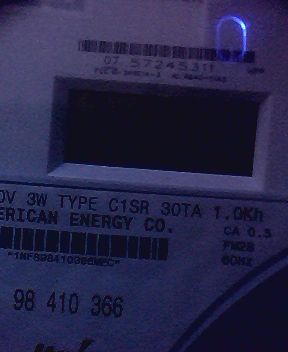 07 57245311
0V 3W TYPE C1SR 30TA 1.0Kh
ERICAN ENERGY CO.
CA 0.5
FM2S
60HZ
98 410 366